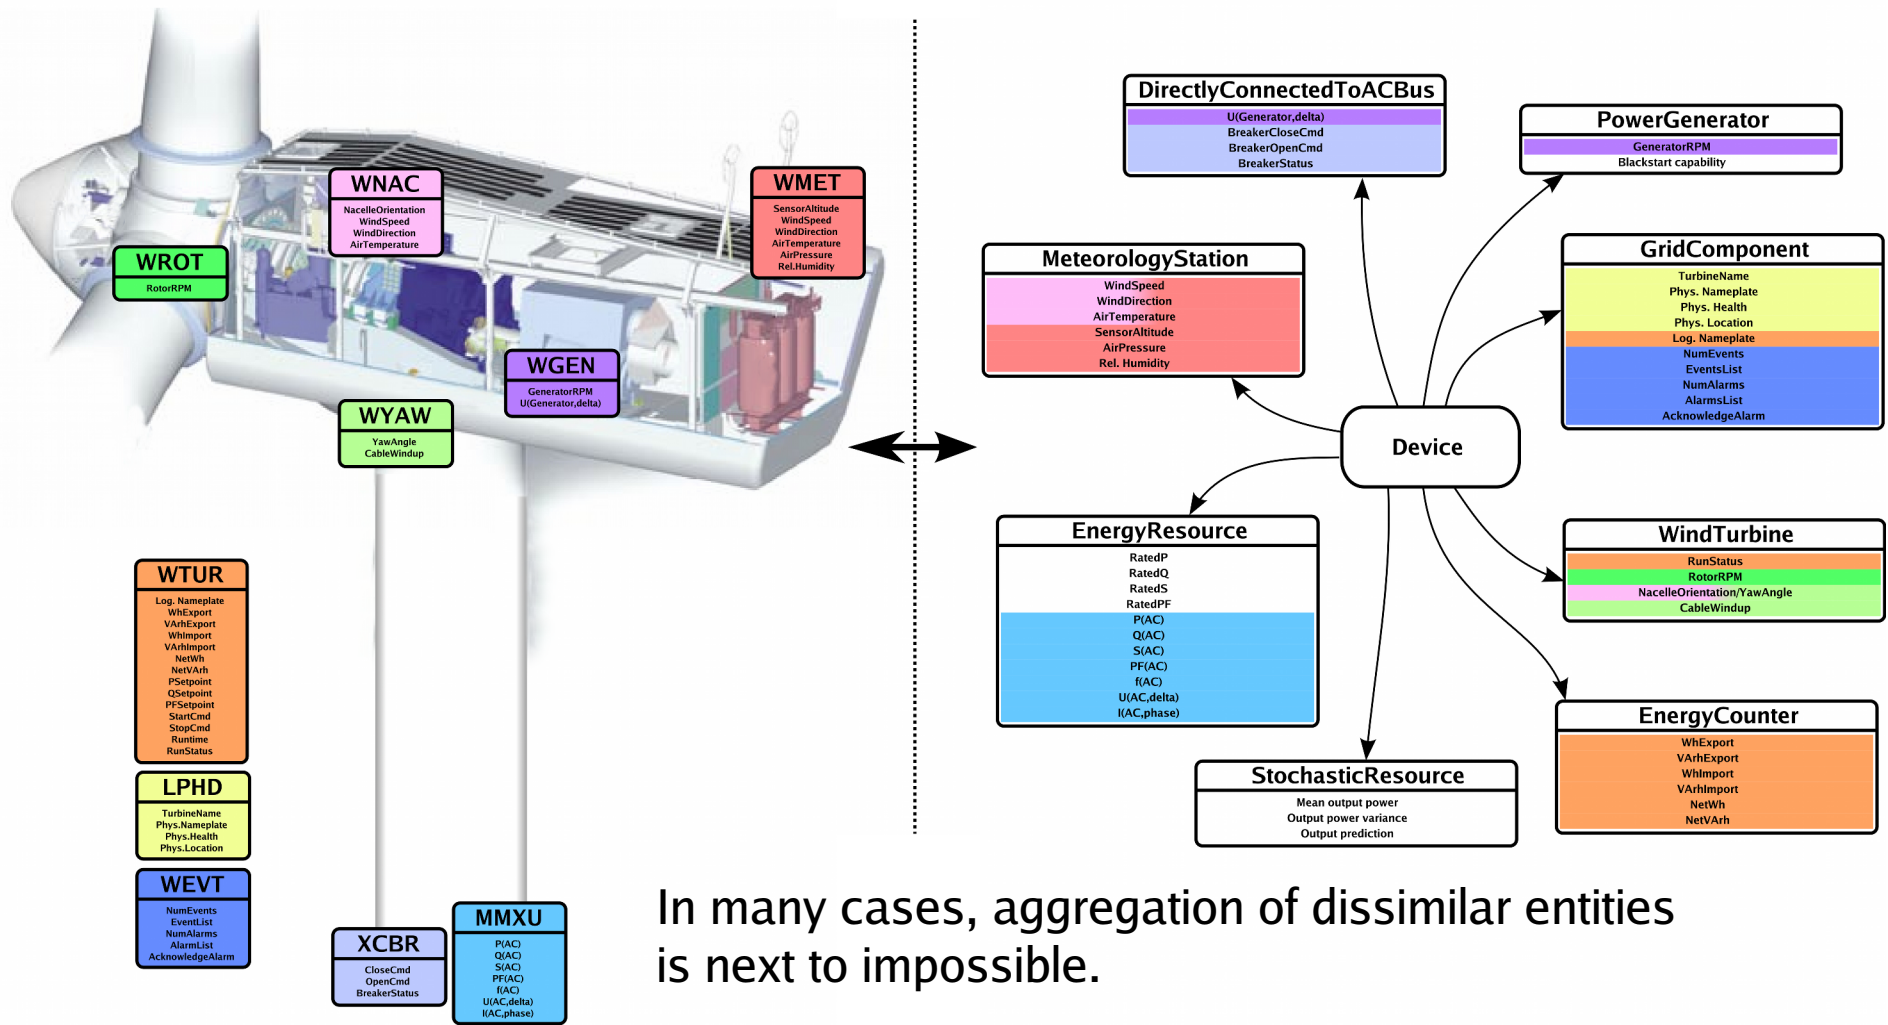 WNAC
NacelleOrientation
WindSpeed
WindDirection
AirTemperature
WMET
SensorAltitude
WindSpeed
WindDirection
AirTemperature
AirPressure
Rel.Humidity
WROT
RotorRPM
WGEN
GeneratorRPM
U(Generator,delta)
WYAW
YawAngle
CableWindup
WTUR
Log. Nameplate
WhExport
VArhExport
WhImport
VArhImport
NetWh
NetVArh
PSetpoint
QSetpoint
PFSetpoint
StartCmd
StopCmd
Runtime
RunStatus
LPHD
TurbineName
Phys.Nameplate
Phys.Health
Phys.Location
WEVT
NumEvents
EventList
NumAlarms
AlarmList
AcknowledgeAlarm
XCBR
CloseCmd
OpenCmd
BreakerStatus
MMXU
P(AC)
Q(AC)
S(AC)
PF(AC)
f(AC)
U(AC,delta)
I(AC,phase)
DirectlyConnectedToACBus
U(Generator,delta)
BreakerCloseCmd
BreakerOpenCmd
BreakerStatus
PowerGenerator
GeneratorRPM
Blackstart capability
MeteorologyStation
WindSpeed
WindDirection
AirTemperature
SensorAltitude
AirPressure
Rel. Humidity
GridComponent
TurbineName
Phys. Nameplate
Phys. Health
Phys. Location
Log. Nameplate
NumEvents
EventsList
NumAlarms
AlarmsList
AcknowledgeAlarm
Device
EnergyResource
RatedP
RatedQ
RatedS
RatedPF
P(AC)
Q(AC)
S(AC)
PF(AC)
f(AC)
U(AC,delta)
I(AC,phase)
WindTurbine
RunStatus
RotorRPM
NacelleOrientation/YawAngle
CableWindup
EnergyCounter
WhExport
VArhExport
WhImport
VArhImport
NetWh
NetVArh
StochasticResource
Mean output power
Output power variance
Output prediction
In many cases, aggregation of dissimilar entities
is next to impossible.